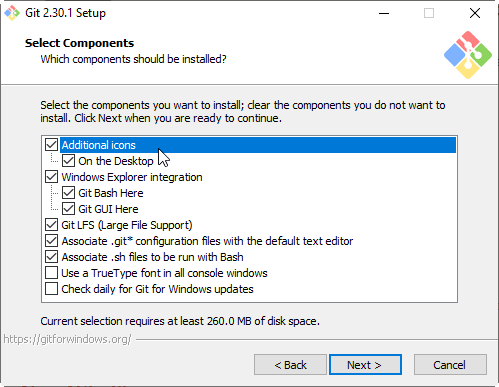 Git 2.30.1 Setup
Select Components
Which components should be installed?
Select the components you want to install; clear the components you do not want to
install. Click Next when you are ready to continue.
Additional icons
On the Desktop
Windows Explorer integration
Git Bash Here
Git GUI Here
Git LFS (Large File Support)
Associate .git* configuration files with the default text editor
Associate .sh files to be run with Bash
Use a TrueType font in all console windows
Check daily for Git for Windows updates
Current selection requires at least 260.0 MB of disk space.
https://gitforwindows.org/
< Back
Next >
Cancel